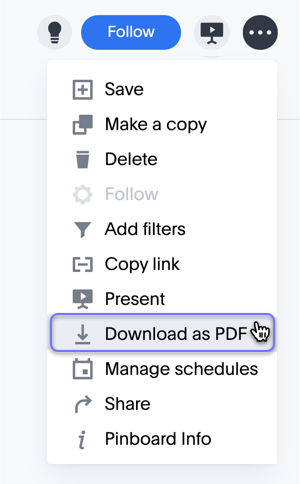 Follow
Save
Make a copy
Delete
Follow
Add filters
Copy link
Present
Download as PDF
Manage schedules
Share
Pinboard Info